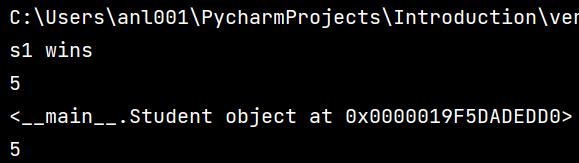 C:\Users\anl001\PycharmProjects\Introduction\ver
s1 wins
5
<__main__.Student object at 0x0000019F5DADEDD0>
5